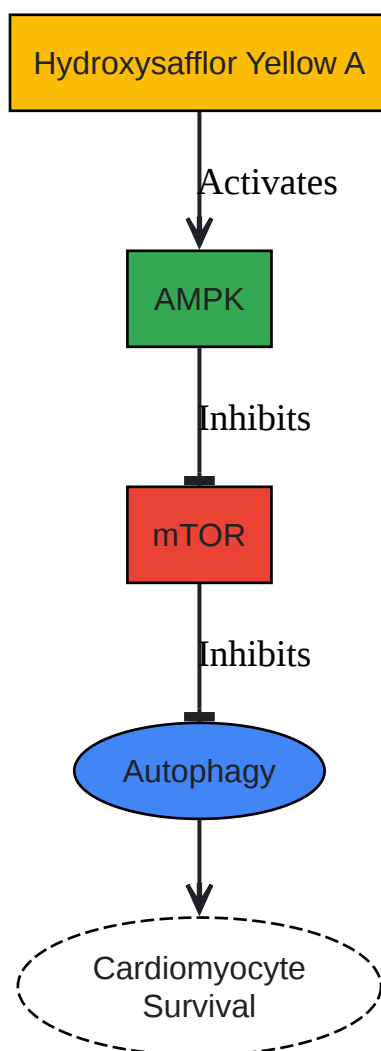 Hydroxysafflor Yellow A
Activates
AMPK
Inhibits
mTOR
Inhibits
Autophagy
Cardiomyocyte
Survival